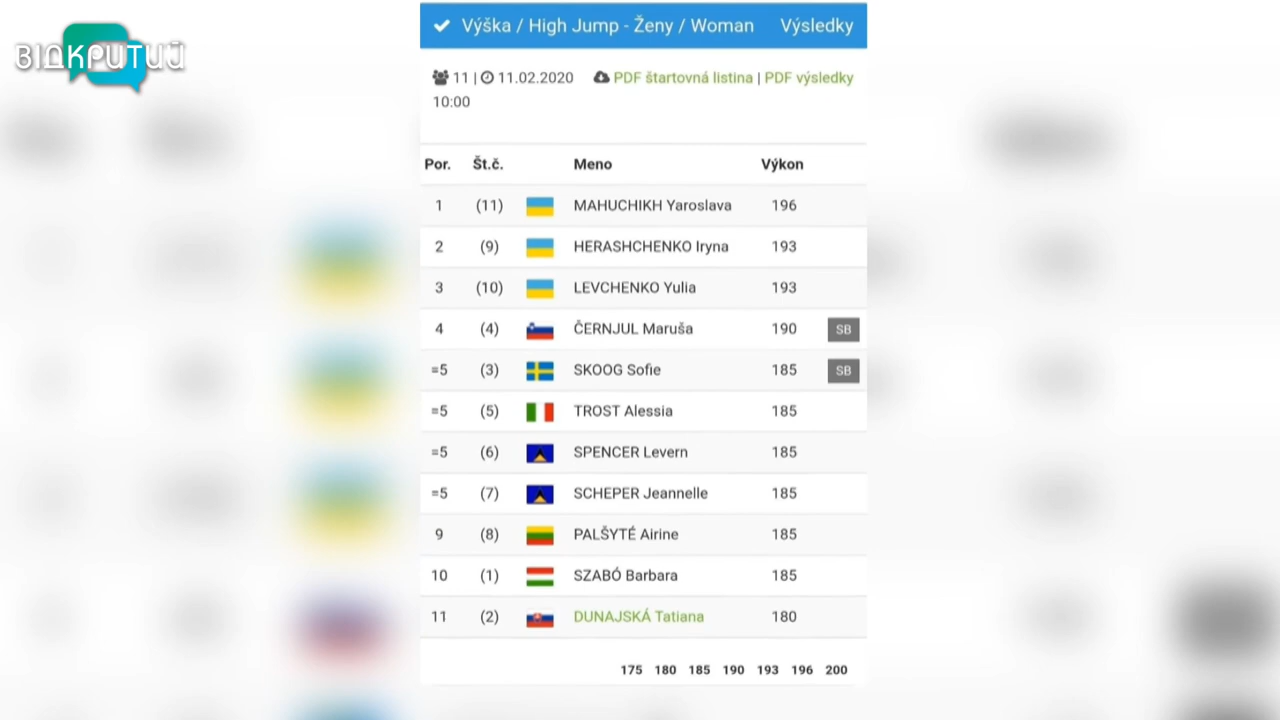 ВІДКРИТИЙ
Výška / High Jump - Ženy / Woman Výsledky
11 | 11.02.2020 PDF štartovná listina | PDF výsledky
10:00
Por. Št.č. Meno Výkon
1 (11) MAHUCHIKH Yaroslava 196
2 (9) HERASHCHENKO Iryna 193
3 (10) LEVCHENKO Yulia 193
4 (4) ČERNJUL Maruša 190 SB
=5 (3) SKOOG Sofie 185 SB
=5 (5) TROST Alessia 185
=5 (6) SPENCER Levern 185
=5 (7) SCHEPER Jeannelle 185
9 (8) PALŠYTÉ Airine 185
10 (1) SZABÓ Barbara 185
11 (2) DUNAJSKÁ Tatiana 180
175 180 185 190 193 196 200